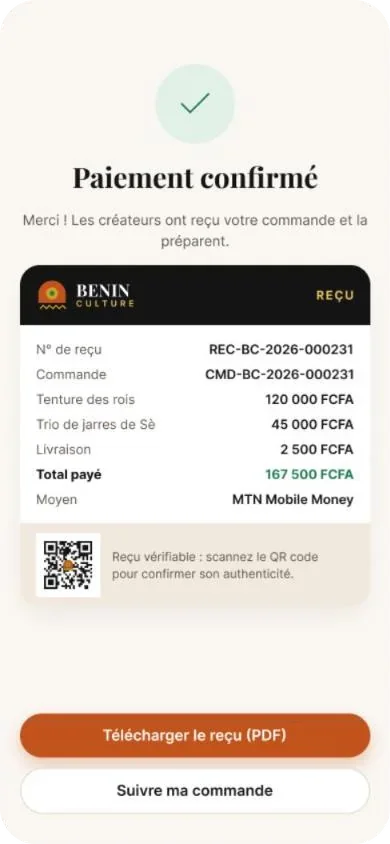 Paiement confirmé
Merci ! Les créateurs ont reçu votre commande et la
préparent.
BENIN
CULTURE
REÇU
N° de reçu REC-BC-2026-000231
Commande CMD-BC-2026-000231
Tenture des rois 120 000 FCFA
Trio de jarres de Sè 45 000 FCFA
Livraison 2 500 FCFA
Total payé 167 500 FCFA
Moyen MTN Mobile Money
Reçu vérifiable : scannez le QR code
pour confirmer son authenticité.
Télécharger le reçu (PDF)
Suivre ma commande